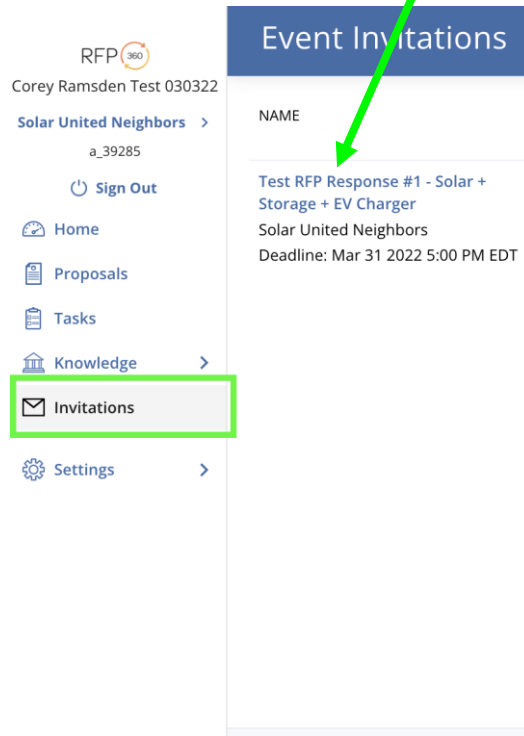 RFP 360
Corey Ramsden Test 030322
Solar United Neighbors >
a_39285
Sign Out
Home
Proposals
Tasks
Knowledge >
Invitations
Settings >
Event Invitations
NAME
Test RFP Response #1 - Solar +
Storage + EV Charger
Solar United Neighbors
Deadline: Mar 31 2022 5:00 PM EDT